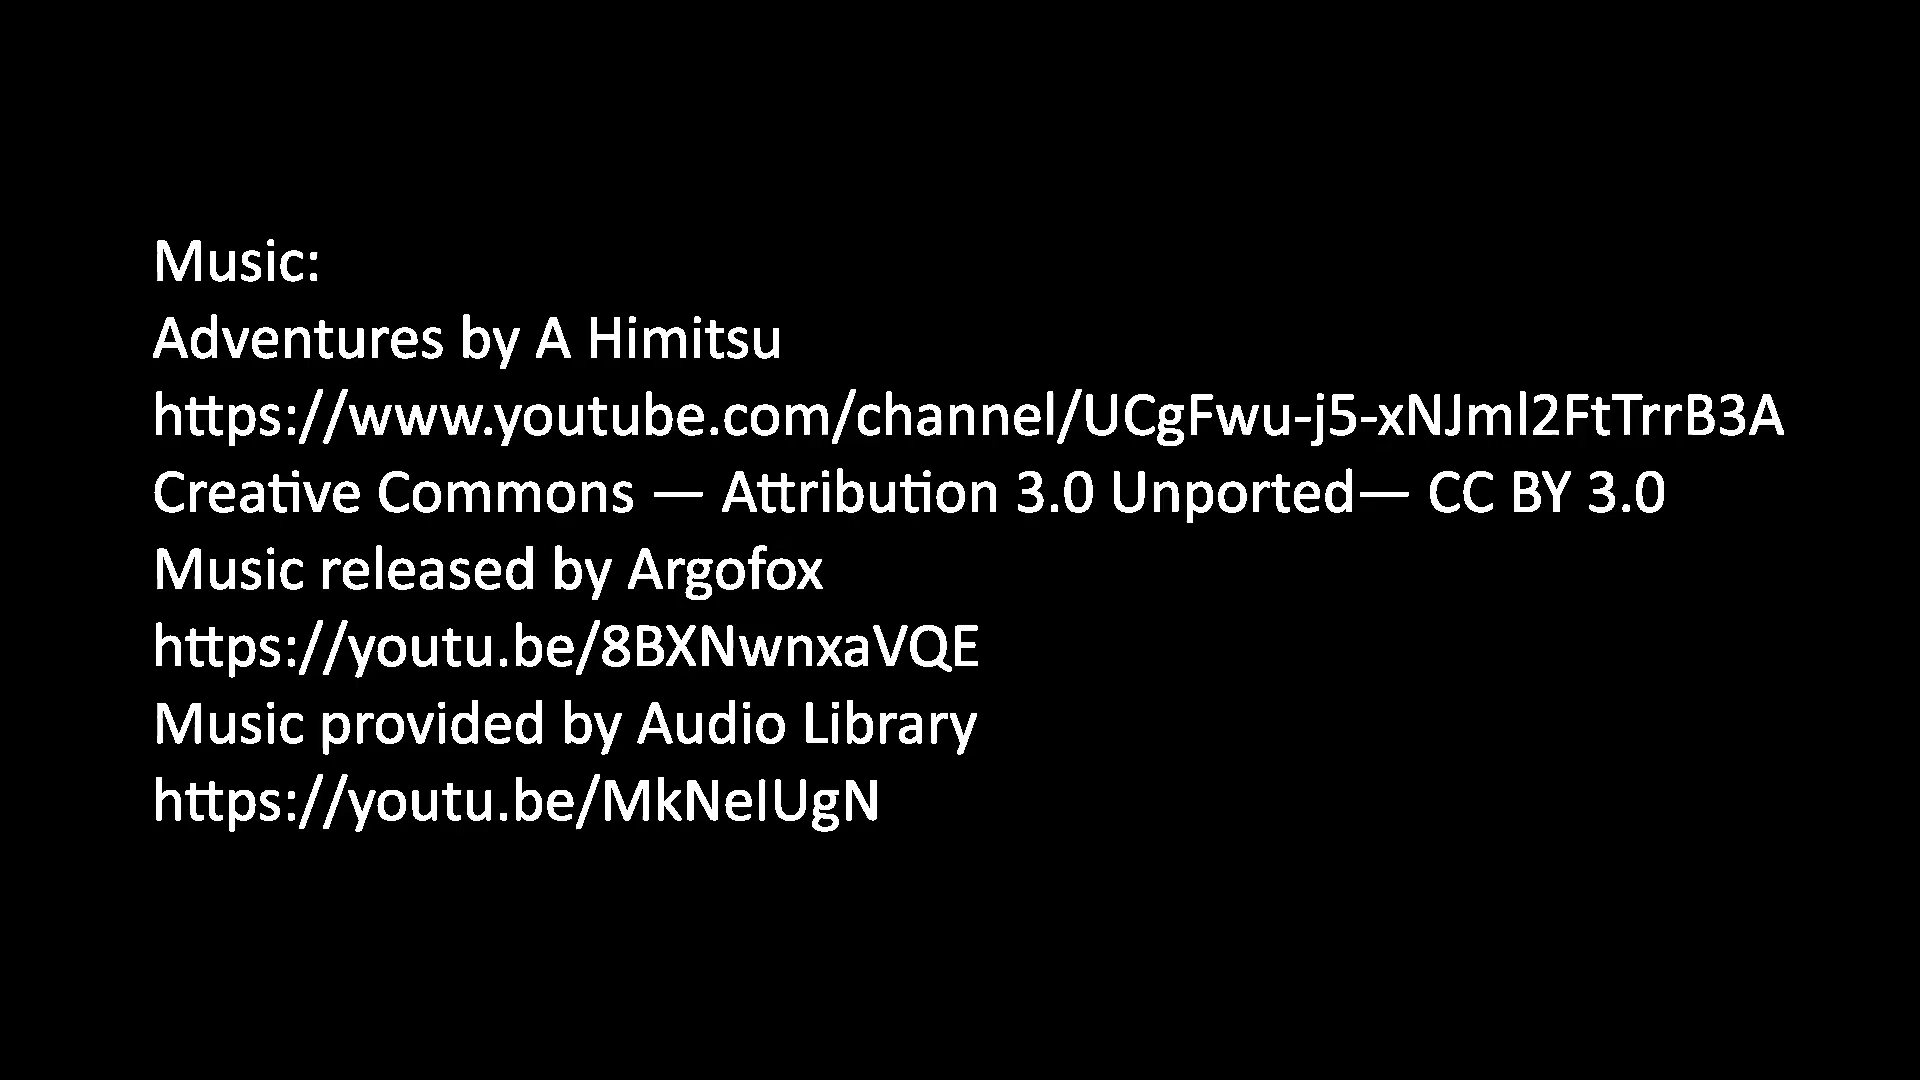 Music:
Adventures by A Himitsu
https://www.youtube.com/channel/UCgFwu-j5-xNJml2FtTrrB3A
Creative Commons — Attribution 3.0 Unported— CC BY 3.0
Music released by Argofox
https://youtu.be/8BXNwnxaVQE
Music provided by Audio Library
https://youtu.be/MkNeIUgN